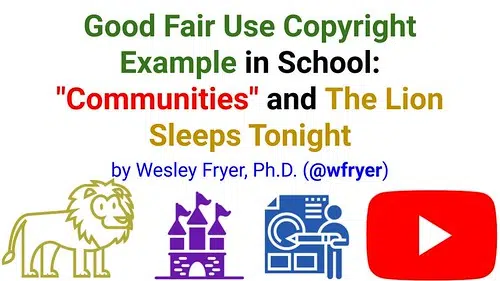 Good Fair Use Copyright
Example in School:
"Communities" and The Lion
Sleeps Tonight
by Wesley Fryer, Ph.D. (@wfryer)